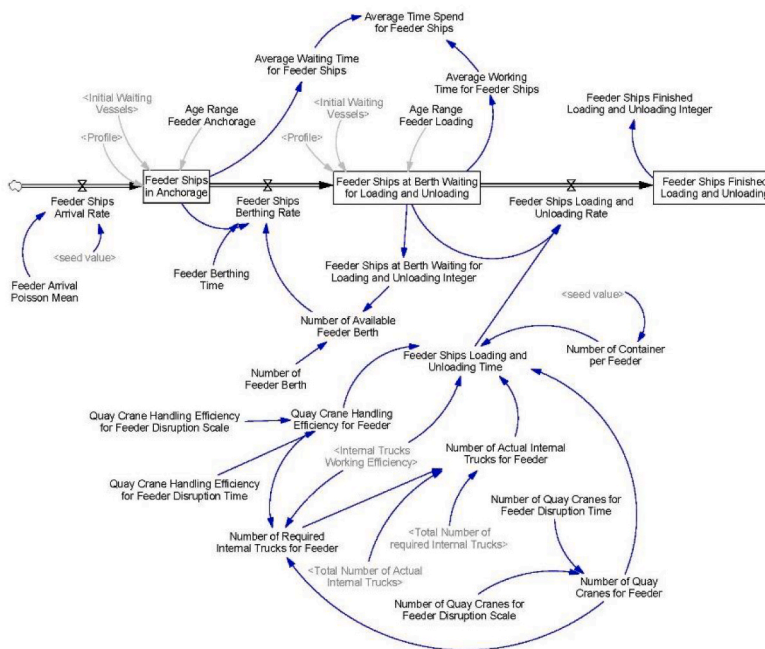 Average Time Spend
for Feeder Ships
Average Waiting Time
for Feeder Ships
Average Working
Time for Feeder Ships
<Initial Waiting
Vessels>
Age Range
Feeder Anchorage
<Profile>
<Initial Waiting
Vessels>
Age Range
Feeder Loading
<Profile>
Feeder Ships Finished
Loading and Unloading Integer
Feeder Ships
in Anchorage
Feeder Ships at Berth Waiting
for Loading and Unloading
Feeder Ships Finished
Loading and Unloading
Feeder Ships
Arrival Rate
Feeder Ships
Berthing Rate
Feeder Ships Loading and
Unloading Rate
<seed value>
Feeder Arrival
Poisson Mean
Feeder Berthing
Time
Feeder Ships at Berth Waiting for
Loading and Unloading Integer
<seed value>
Number of Available
Feeder Berth
Number of
Feeder Berth
Feeder Ships Loading and
Unloading Time
Number of Container
per Feeder
Quay Crane Handling Efficiency
for Feeder Disruption Scale
Quay Crane Handling
Efficiency for Feeder
<Internal Trucks
Working Efficiency>
Number of Actual Internal
Trucks for Feeder
Quay Crane Handling Efficiency
for Feeder Disruption Time
Number of Quay Cranes for
Feeder Disruption Time
Number of Required
Internal Trucks for Feeder
<Total Number of
required Internal Trucks>
<Total Number of Actual
Internal Trucks>
Number of Quay
Cranes for Feeder
Number of Quay Cranes for
Feeder Disruption Scale